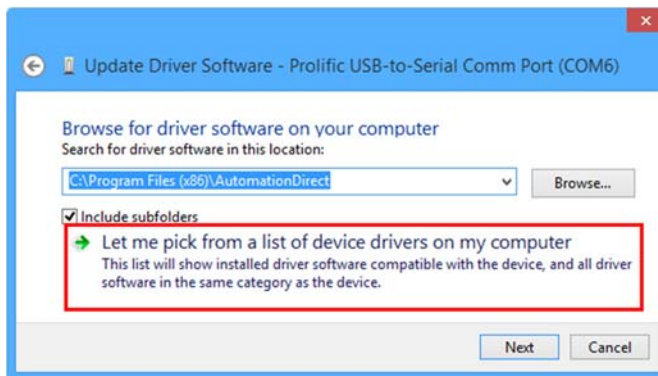 Update Driver Software - Prolific USB-to-Serial Comm Port (COM6)
Browse for driver software on your computer
Search for driver software in this location:
C:\Program Files (x86)\AutomationDirect
Browse...
Include subfolders
Let me pick from a list of device drivers on my computer
This list will show installed driver software compatible with the device, and all driver
software in the same category as the device.
Next
Cancel